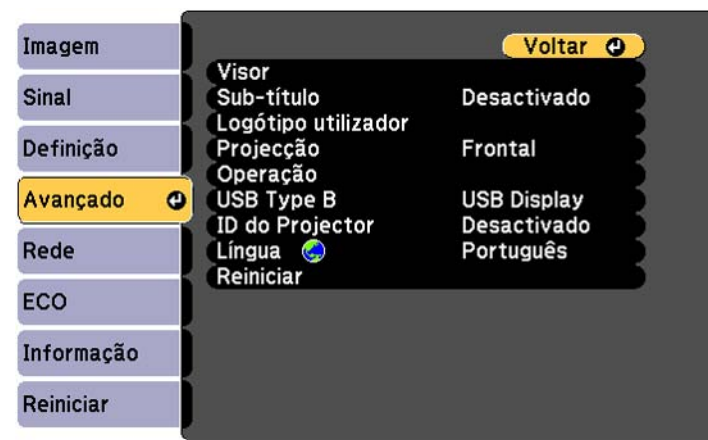 Imagem
Sinal
Definição
Avançado
Rede
ECO
Informação
Reiniciar
Voltar
Visor
Sub-título Desactivado
Logótipo utilizador
Projecção Frontal
Operação
USB Type B USB Display
ID do Projector Desactivado
Língua Português
Reiniciar